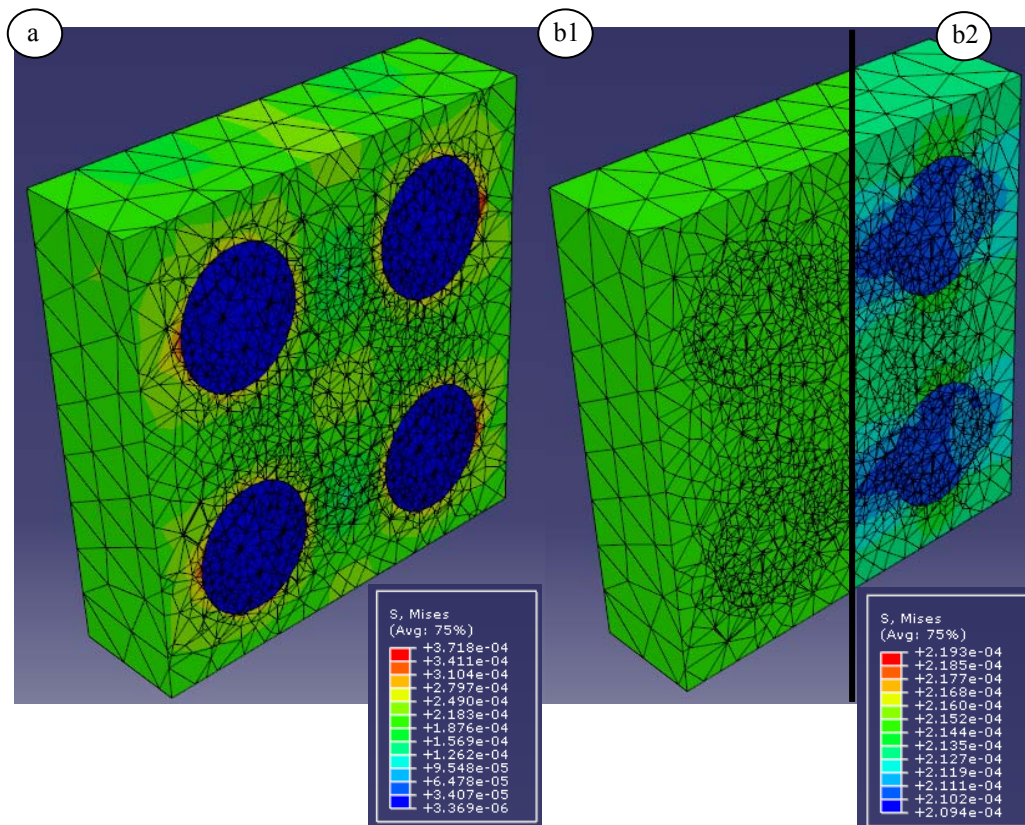 a
b1
b2
S, Mises
(Avg: 75%)
+3.718e-04
+3.411e-04
+3.104e-04
+2.797e-04
+2.490e-04
+2.183e-04
+1.876e-04
+1.569e-04
+1.262e-04
+9.548e-05
+6.478e-05
+3.407e-05
+3.369e-06
S, Mises
(Avg: 75%)
+2.193e-04
+2.185e-04
+2.177e-04
+2.168e-04
+2.160e-04
+2.152e-04
+2.144e-04
+2.135e-04
+2.127e-04
+2.119e-04
+2.111e-04
+2.102e-04
+2.094e-04